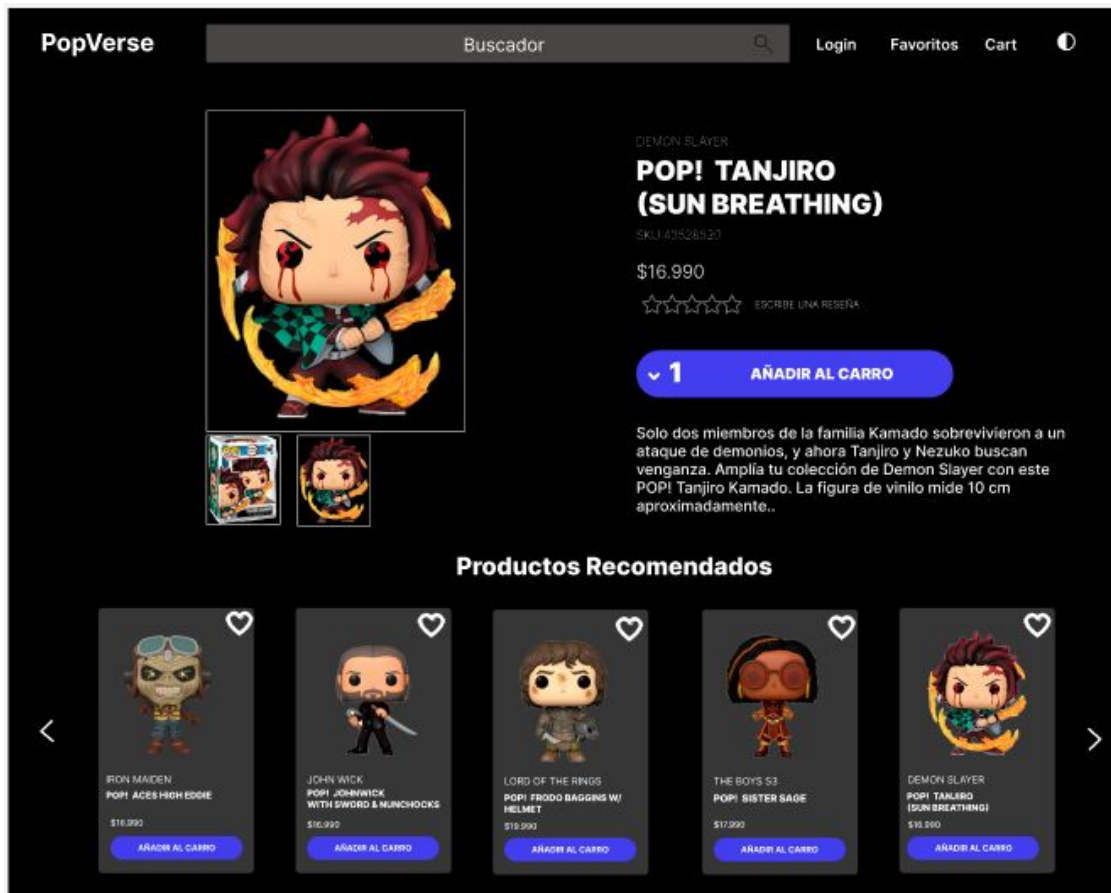 PopVerse
Buscador
Login Favoritos Cart
DEMON SLAYER
POP! TANJIRO
(SUN BREATHING)
SKU:43528520
$16.990
ESCRIBE UNA RESEÑA
1 AÑADIR AL CARRO
Solo dos miembros de la familia Kamado sobrevivieron a un
ataque de demonios, y ahora Tanjiro y Nezuko buscan
venganza. Amplía tu colección de Demon Slayer con este
POP! Tanjiro Kamado. La figura de vinilo mide 10 cm
aproximadamente..
Productos Recomendados
IRON MAIDEN
POP! ACES HIGH EDDIE
$16.990
AÑADIR AL CARRO
JOHN WICK
POP! JOHNWICK
WITH SWORD & NUNCHOCKS
$16.990
AÑADIR AL CARRO
LORD OF THE RINGS
POP! FRODO BAGGINS W/
HELMET
$19.990
AÑADIR AL CARRO
THE BOYS S3
POP! SISTER SAGE
$17.990
AÑADIR AL CARRO
DEMON SLAYER
POP! TANJIRO
(SUN BREATHING)
$16.990
AÑADIR AL CARRO